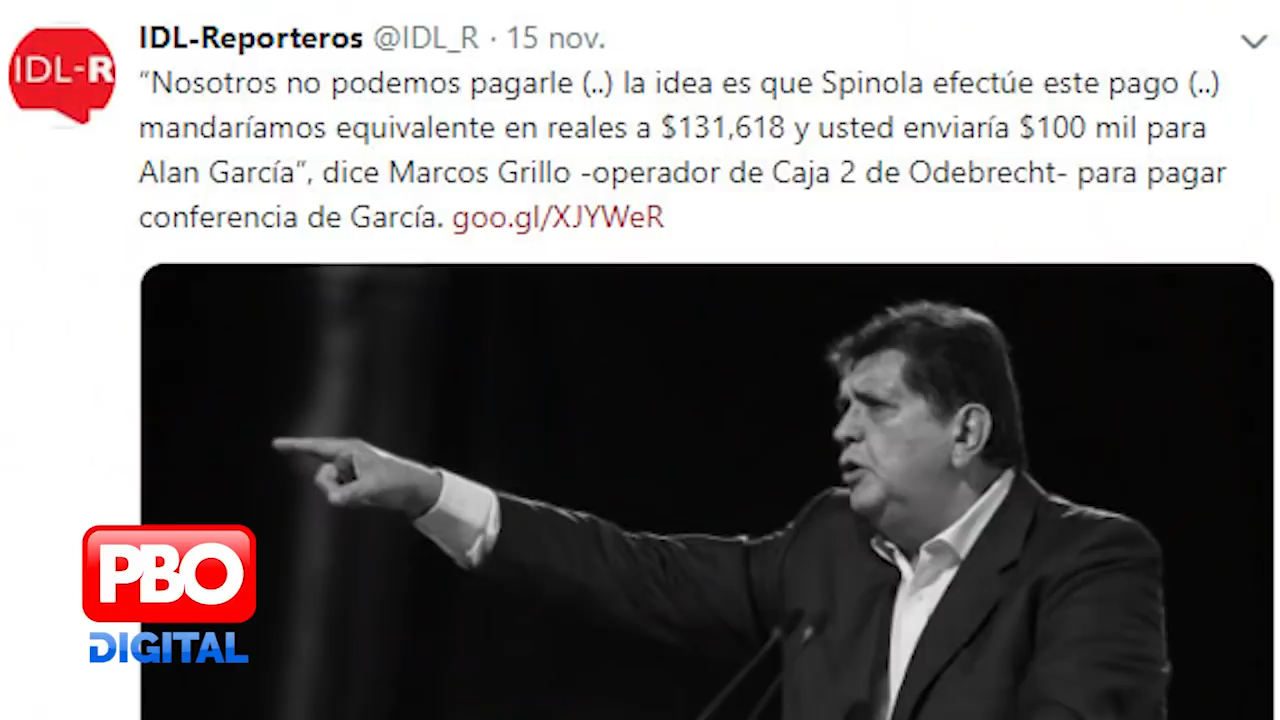 IDL-R
IDL-Reporteros @IDL_R · 15 nov.
“Nosotros no podemos pagarle (..) la idea es que Spinola efectúe este pago (..)
mandaríamos equivalente en reales a $131,618 y usted enviaría $100 mil para
Alan García”, dice Marcos Grillo -operador de Caja 2 de Odebrecht- para pagar
conferencia de García. goo.gl/XJYWeR
PBO
DIGITAL